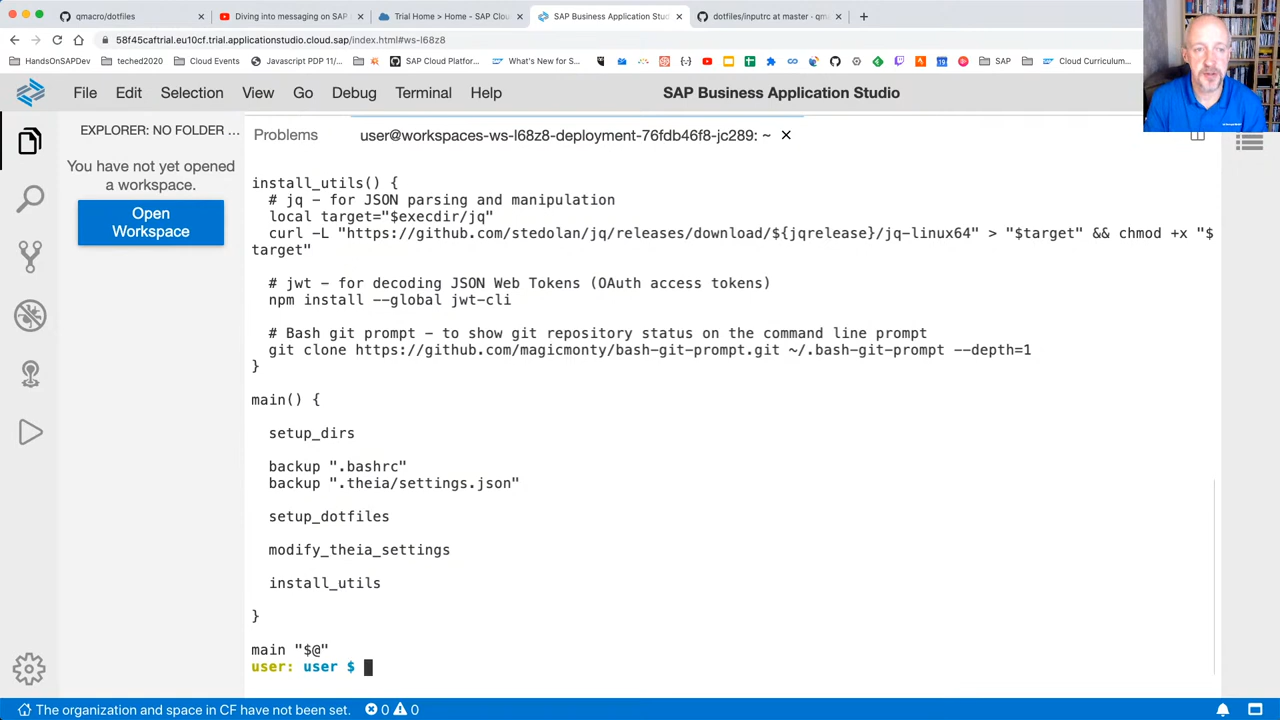 qmacro/dotfiles
Diving into messaging on SAP
Trial Home > Home - SAP Cloud
SAP Business Application Stu
dotfiles/inputrc at master · qm
58f45caftrial.eu10cf.trial.applicationstudio.cloud.sap/index.html#ws-l68z8
HandsOnSAPDev
teched2020
Cloud Events
Javascript PDP 11/...
SAP Cloud Platfor...
What's New for S...
SAP
Cloud Curriculum...
File Edit Selection View Go Debug Terminal Help
SAP Business Application Studio
EXPLORER: NO FOLDER ...
You have not yet opened
a workspace.
Open
Workspace
Problems
user@workspaces-ws-l68z8-deployment-76fdb46f8-jc289: ~
install_utils() {
# jq - for JSON parsing and manipulation
local target="$execdir/jq"
curl -L "https://github.com/stedolan/jq/releases/download/${jqrelease}/jq-linux64" > "$target" && chmod +x "$
target"
# jwt - for decoding JSON Web Tokens (OAuth access tokens)
npm install --global jwt-cli
# Bash git prompt - to show git repository status on the command line prompt
git clone https://github.com/magicmonty/bash-git-prompt.git ~/.bash-git-prompt --depth=1
}
main() {
setup_dirs
backup ".bashrc"
backup ".theia/settings.json"
setup_dotfiles
modify_theia_settings
install_utils
}
main "$@"
user: user $
The organization and space in CF have not been set.
0
0